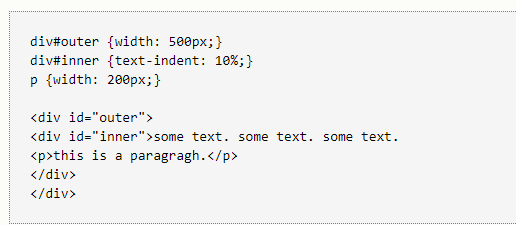 div#outer {width: 500px;}
div#inner {text-indent: 10%;}
p {width: 200px;}
<div id="outer">
<div id="inner">some text. some text. some text.
<p>this is a paragragh.</p>
</div>
</div>